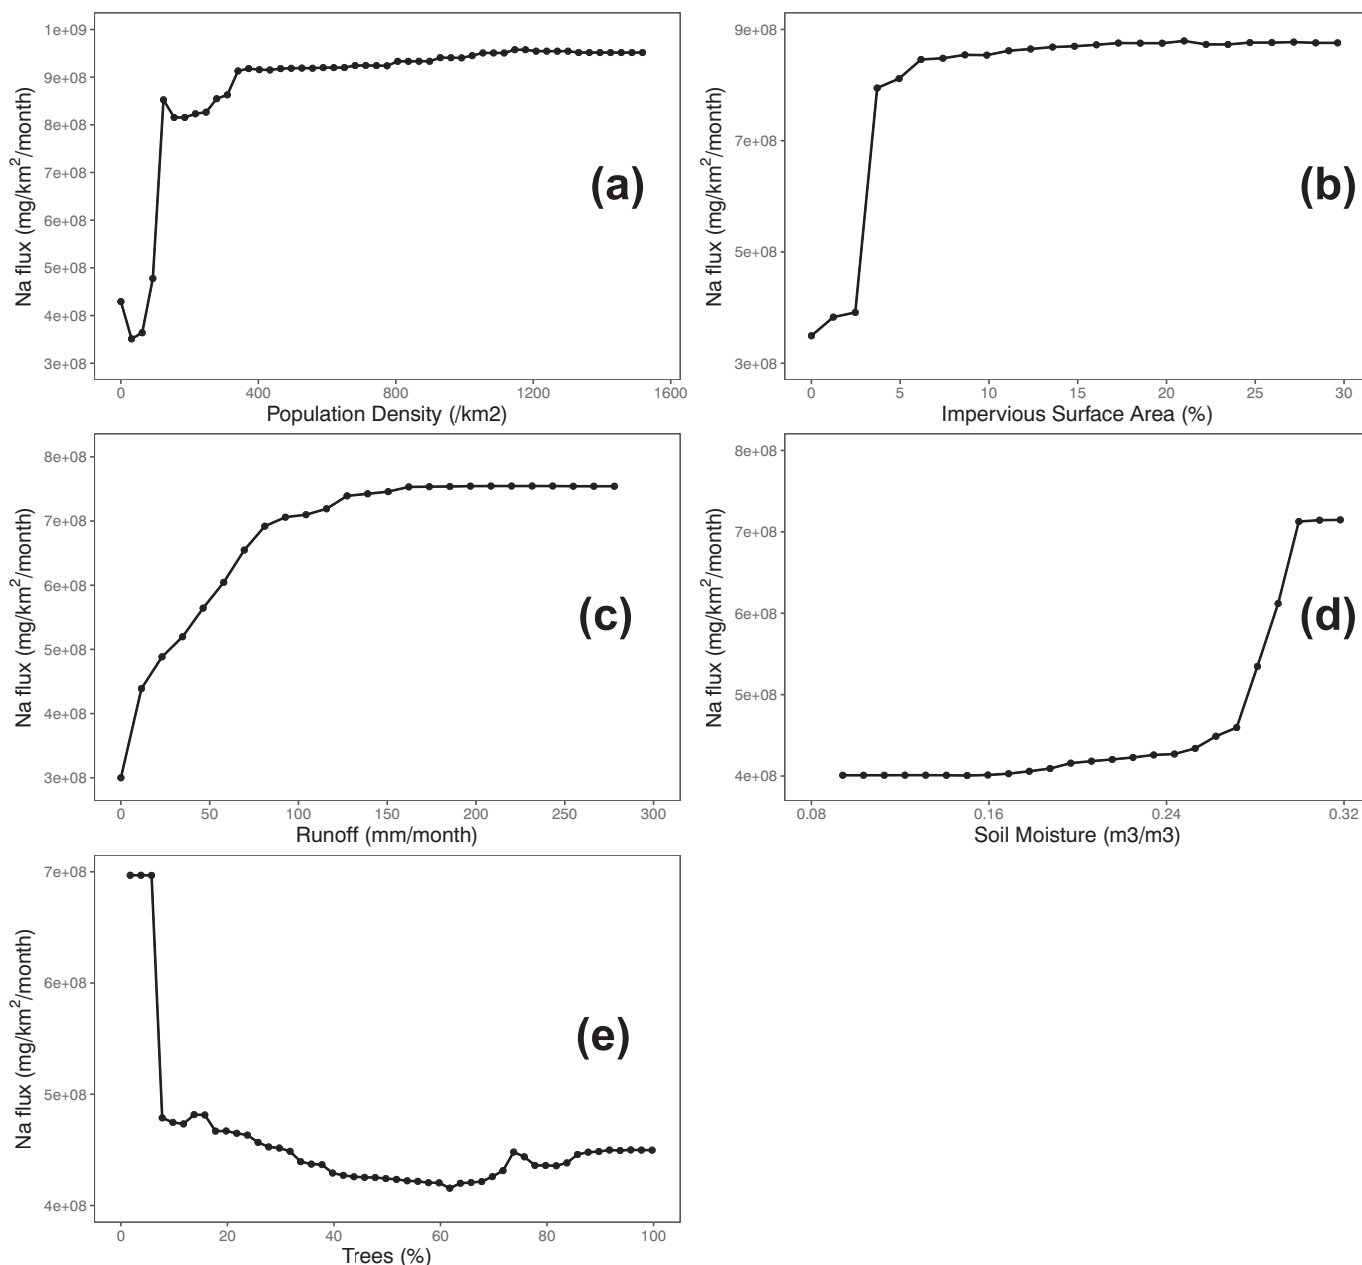 1e+09
9e+08
8e+08
7e+08
6e+08
5e+08
4e+08
3e+08
Na flux (mg/km²/month)
(a)
0 400 800 1200 1600
Population Density (/km2)
9e+08
7e+08
5e+08
3e+08
Na flux (mg/km²/month)
(b)
0 5 10 15 20 25 30
Impervious Surface Area (%)
8e+08
7e+08
6e+08
5e+08
4e+08
3e+08
Na flux (mg/km²/month)
(c)
0 50 100 150 200 250 300
Runoff (mm/month)
8e+08
7e+08
6e+08
5e+08
4e+08
Na flux (mg/km²/month)
(d)
0.08 0.16 0.24 0.32
Soil Moisture (m3/m3)
7e+08
6e+08
5e+08
4e+08
Na flux (mg/km²/month)
(e)
0 20 40 60 80 100
Trees (%)